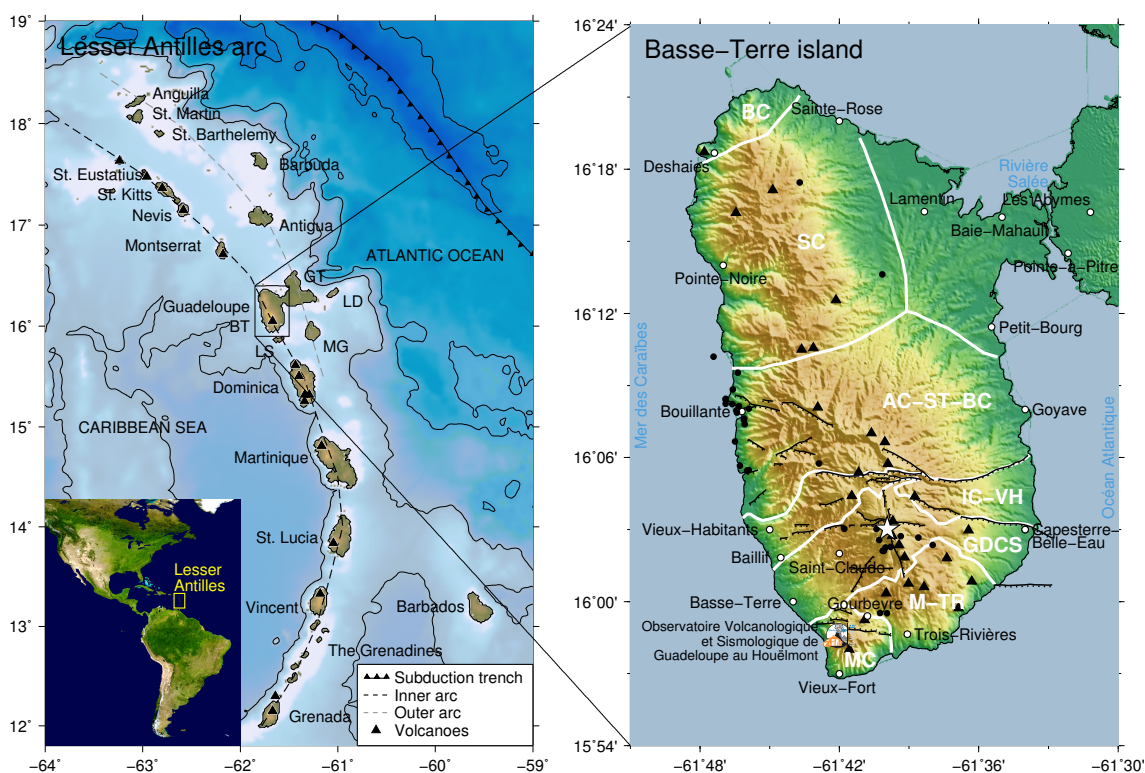 Lesser Antilles arc
19°
18°
17°
16°
15°
14°
13°
12°
−64
−63
−62
−61
−60
−59
Anguilla
St. Martin
St. Barthelemy
Barbuda
St. Eustatius
St. Kitts
Nevis
Antigua
Montserrat
ATLANTIC OCEAN
GT
Guadeloupe
LD
BT
LS
MG
Dominica
CARIBBEAN SEA
Martinique
St. Lucia
Lesser
Antilles
Vincent
Barbados
The Grenadines
Grenada
Subduction trench
Inner arc
Outer arc
Volcanoes
Basse−Terre island
16°24'
16°18'
16°12'
16°06'
16°00'
15°54'
−61°48'
−61°42'
−61°36'
−61°30'
BC
Sainte−Rose
Deshaies
Rivière
Salée
Lamentin
Les Abymes
Baie−Mahault
SC
Pointe−Noire
Pointe−à−Pitre
Petit−Bourg
Mer des Caraïbes
AC−ST−BC
Bouillante
Goyave
Océan Atlantique
IC−VH
Vieux−Habitants
Capesterre−
Belle−Eau
GDCS
Baillif
Saint−Claude
Basse−Terre
Gourbeyre
M−TR
Observatoire Volcanologique
et Sismologique de
Guadeloupe au Houëlmont
Trois−Rivières
MC
Vieux−Fort